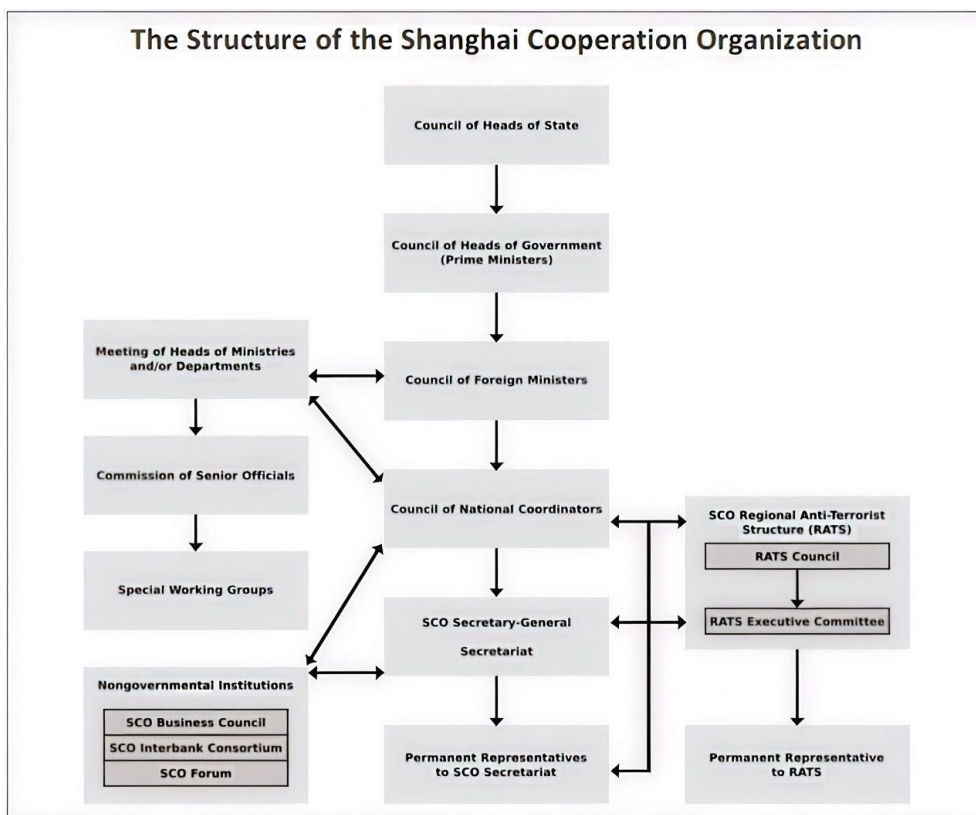 The Structure of the Shanghai Cooperation Organization
Council of Heads of State
Council of Heads of Government
(Prime Ministers)
Meeting of Heads of Ministries
and/or Departments
Council of Foreign Ministers
Commission of Senior Officials
Council of National Coordinators
SCO Regional Anti-Terrorist
Structure (RATS)
RATS Council
Special Working Groups
SCO Secretary-General
Secretariat
RATS Executive Committee
Nongovernmental Institutions
SCO Business Council
SCO Interbank Consortium
SCO Forum
Permanent Representatives
to SCO Secretariat
Permanent Representative
to RATS